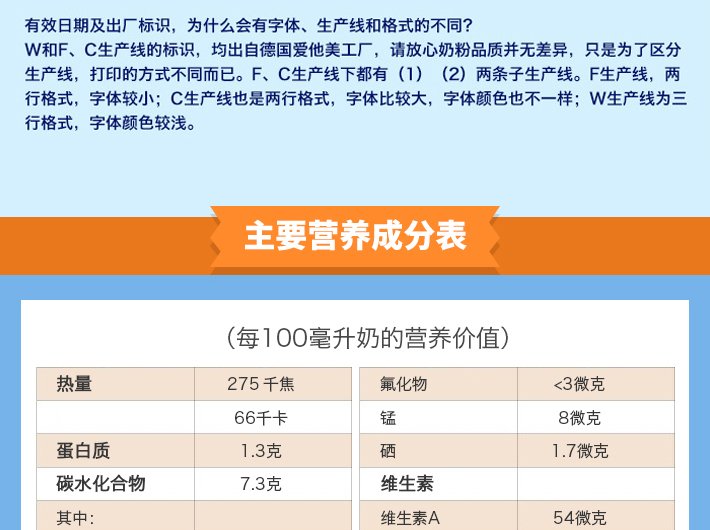 有效日期及出厂标识，为什么会有字体、生产线和格式的不同？
W和F、C生产线的标识，均出自德国爱他美工厂，请放心奶粉品质并无差异，只是为了区分
生产线，打印的方式不同而已。F、C生产线下都有（1）（2）两条子生产线。F生产线，两
行格式，字体较小；C生产线也是两行格式，字体比较大，字体颜色也不一样；W生产线为三
行格式，字体颜色较浅。
主要营养成分表
（每100毫升奶的营养价值）
热量 275千焦 氟化物 <3微克
66千卡 锰 8微克
蛋白质 1.3克 硒 1.7微克
碳水化合物 7.3克 维生素
其中： 维生素A 54微克